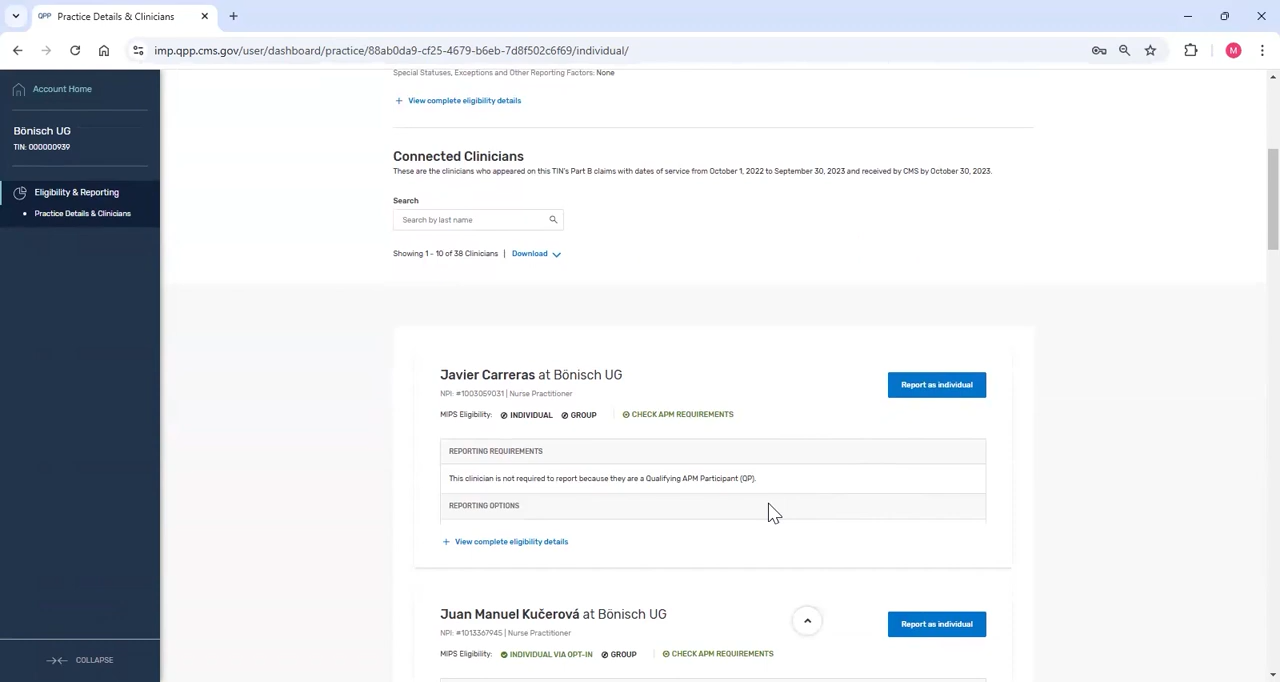 QPP Practice Details & Clinicians
imp.qpp.cms.gov/user/dashboard/practice/88ab0da9-cf25-4679-b6eb-7d8f502c6f69/individual/
M
Account Home
Bönisch UG
TIN: 000000939
Eligibility & Reporting
Practice Details & Clinicians
COLLAPSE
Special Statuses, Exceptions and Other Reporting Factors: None
+ View complete eligibility details
Connected Clinicians
These are the clinicians who appeared on this TIN's Part B claims with dates of service from October 1, 2022 to September 30, 2023 and received by CMS by October 30, 2023.
Search
Search by last name
Showing 1 - 10 of 38 Clinicians | Download
Javier Carreras at Bönisch UG
Report as individual
NPI: #1003059031 | Nurse Practitioner
MIPS Eligibility: INDIVIDUAL GROUP CHECK APM REQUIREMENTS
REPORTING REQUIREMENTS
This clinician is not required to report because they are a Qualifying APM Participant (QP).
REPORTING OPTIONS
+ View complete eligibility details
Juan Manuel Kučerová at Bönisch UG
Report as individual
NPI: #1013367945 | Nurse Practitioner
MIPS Eligibility: INDIVIDUAL VIA OPT-IN GROUP CHECK APM REQUIREMENTS